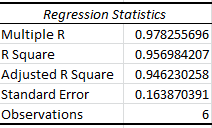 Regression Statistics
Multiple R 0.978255696
R Square 0.956984207
Adjusted R Square 0.946230258
Standard Error 0.163870391
Observations 6